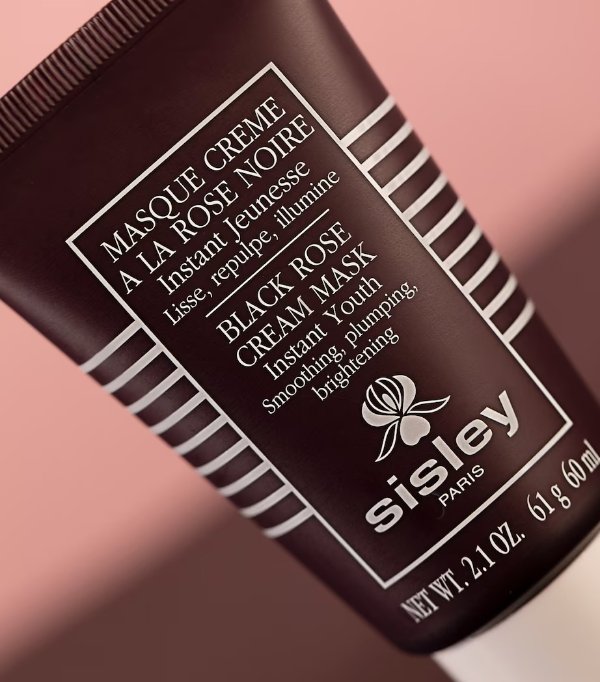 MASQUE CREME
A LA ROSE NOIRE
Instant Jeunesse
Lisse, repulpe, illumine
BLACK ROSE
CREAM MASK
Instant Youth
Smoothing, plumping,
brightening
sisley
PARIS
NET WT. 2.1 OZ. 61 g 60 ml